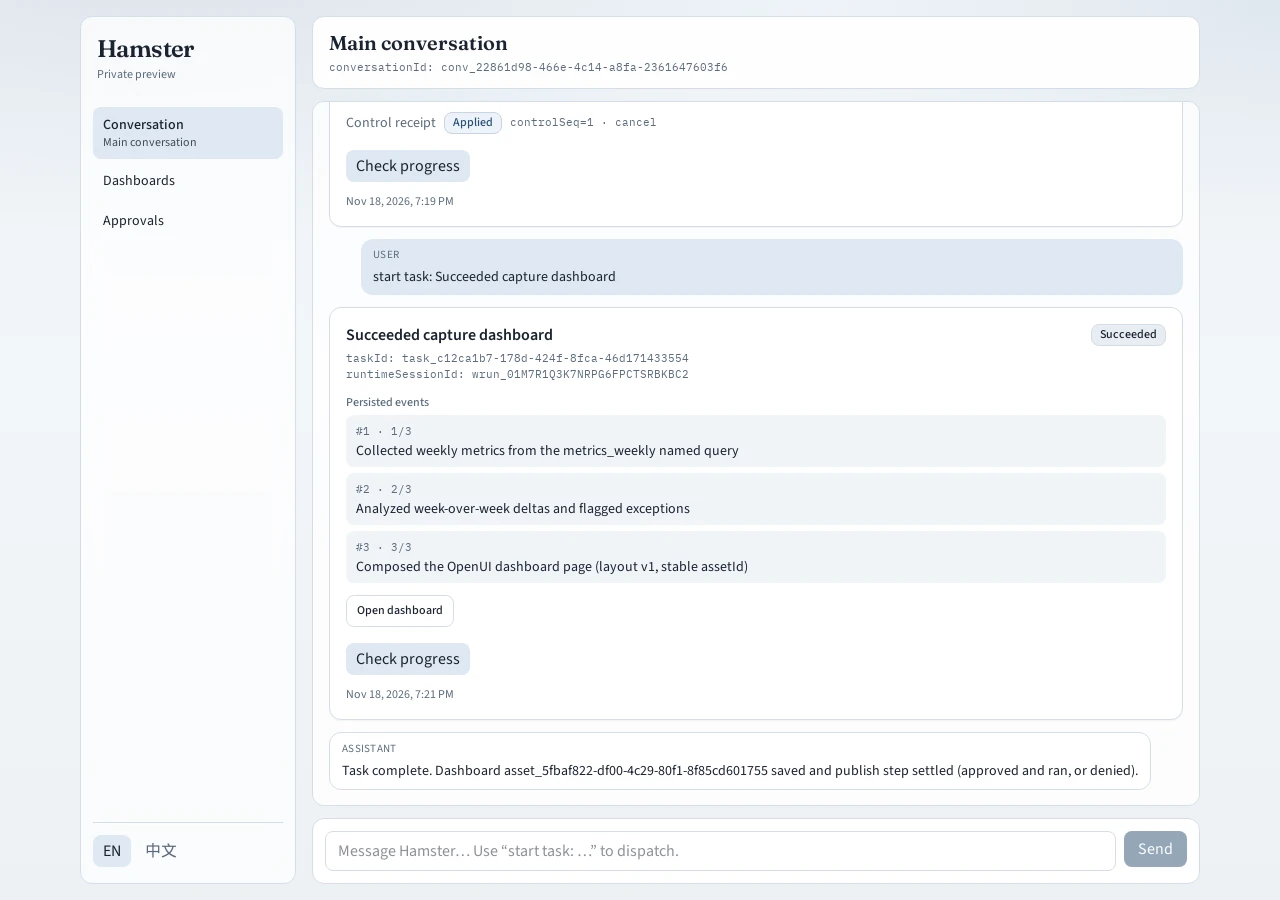 Hamster
Private preview
Conversation
Main conversation
Dashboards
Approvals
EN
中文
Main conversation
conversationId: conv_22861d98-466e-4c14-a8fa-2361647603f6
Control receipt Applied controlSeq=1 · cancel
Check progress
Nov 18, 2026, 7:19 PM
USER
start task: Succeeded capture dashboard
Succeeded capture dashboard
Succeeded
taskId: task_c12ca1b7-178d-424f-8fca-46d171433554
runtimeSessionId: wrun_01M7R1Q3K7NRPG6FPCTSRBKBC2
Persisted events
#1 · 1/3
Collected weekly metrics from the metrics_weekly named query
#2 · 2/3
Analyzed week-over-week deltas and flagged exceptions
#3 · 3/3
Composed the OpenUI dashboard page (layout v1, stable assetId)
Open dashboard
Check progress
Nov 18, 2026, 7:21 PM
ASSISTANT
Task complete. Dashboard asset_5fbaf822-df00-4c29-80f1-8f85cd601755 saved and publish step settled (approved and ran, or denied).
Message Hamster… Use “start task: …” to dispatch.
Send